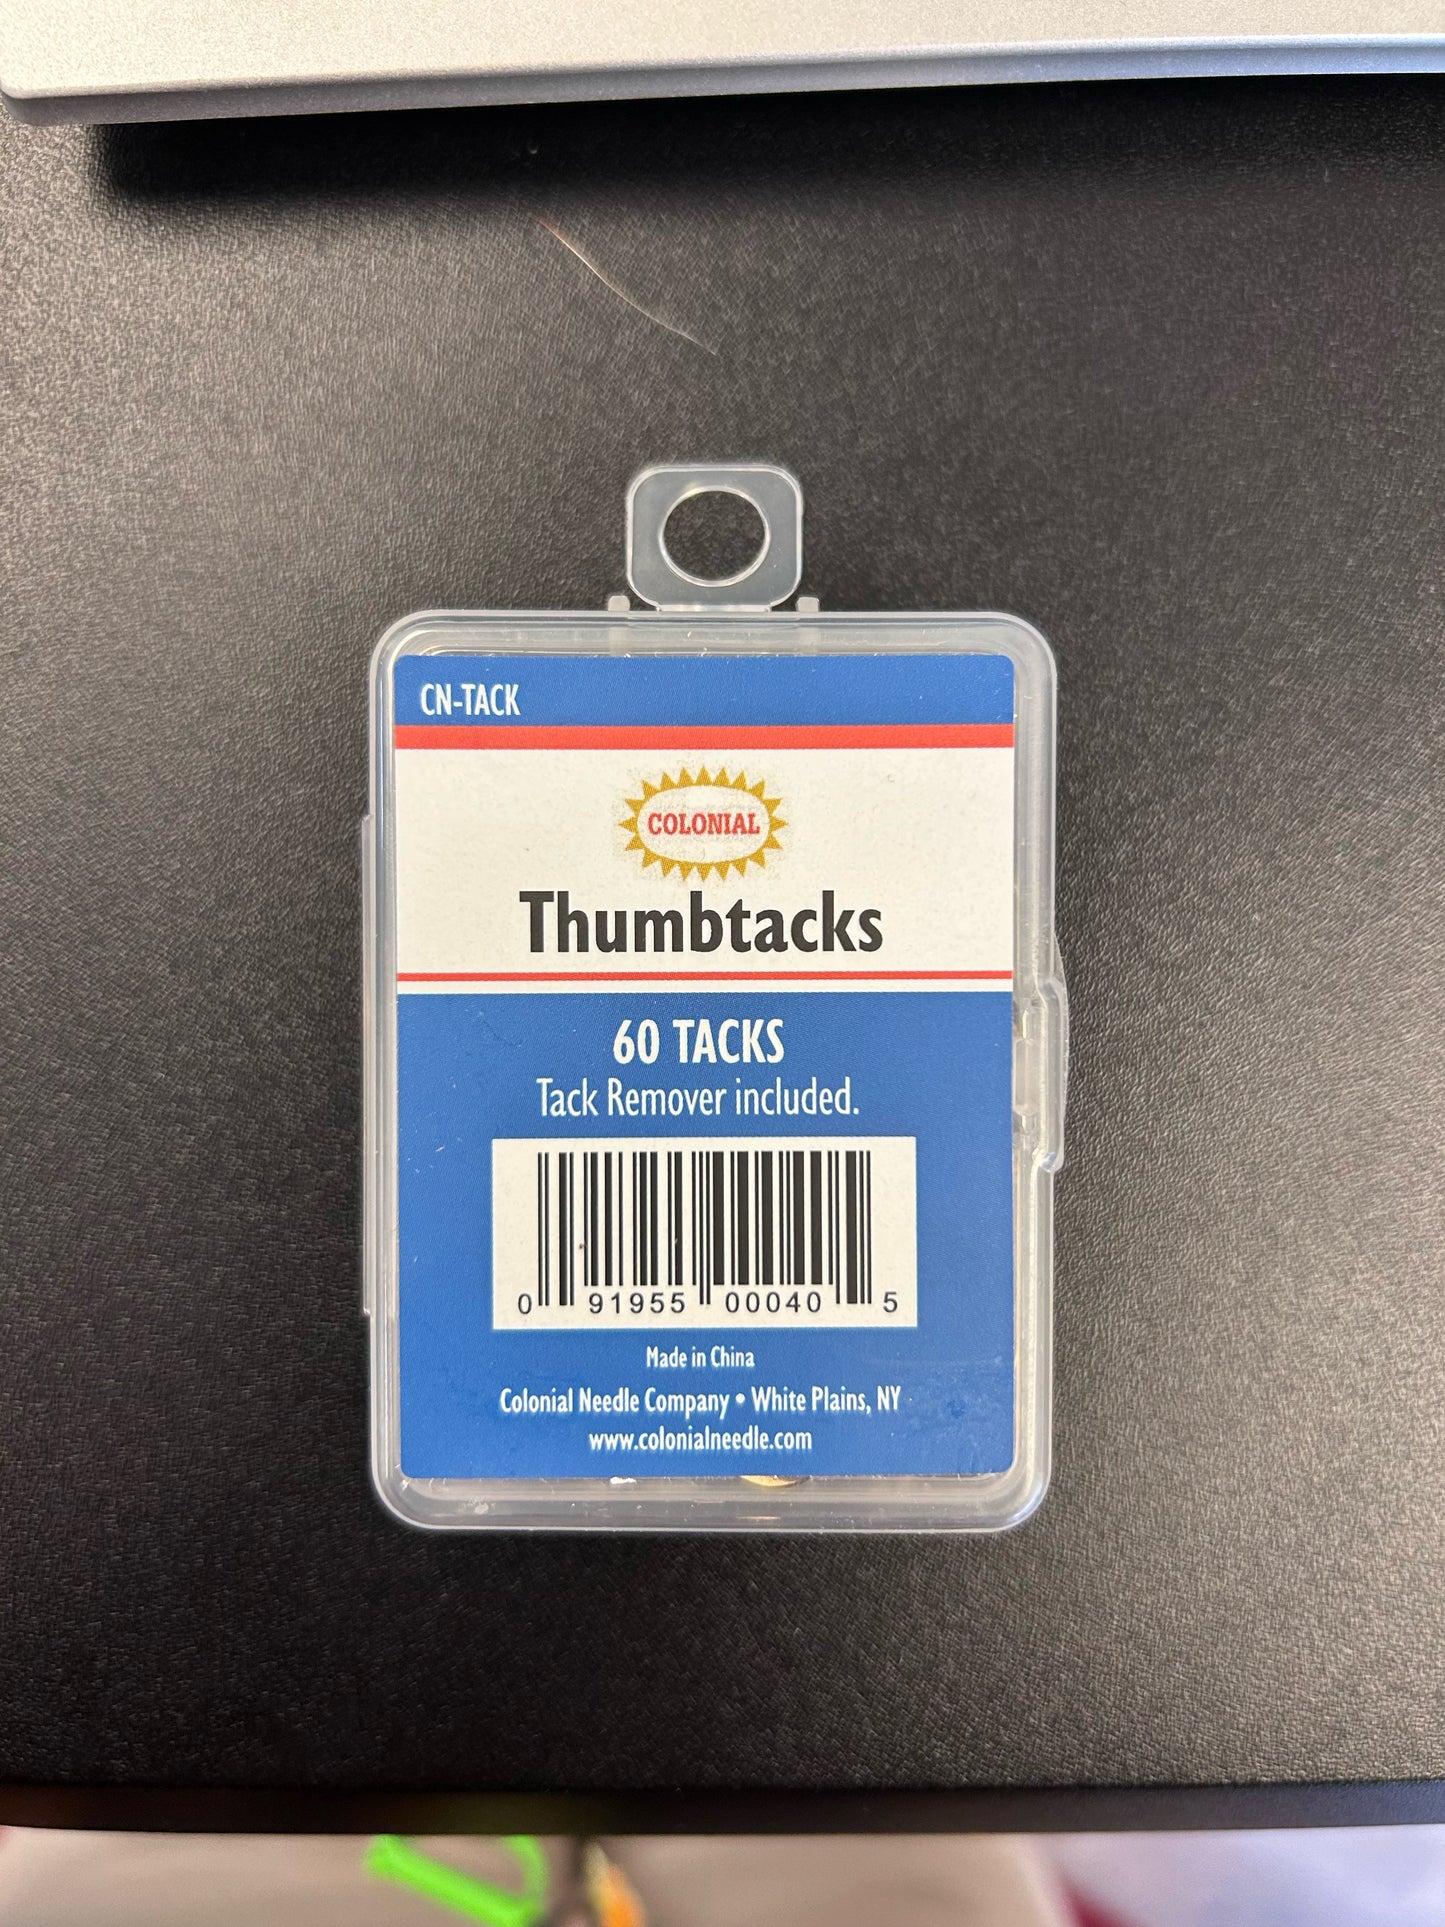 CN-TACK
COLONIAL
Thumbtacks
60 TACKS
Tack Remover included.
0 91955 00040 5
Made in China
Colonial Needle Company • White Plains, NY
www.colonialneedle.com